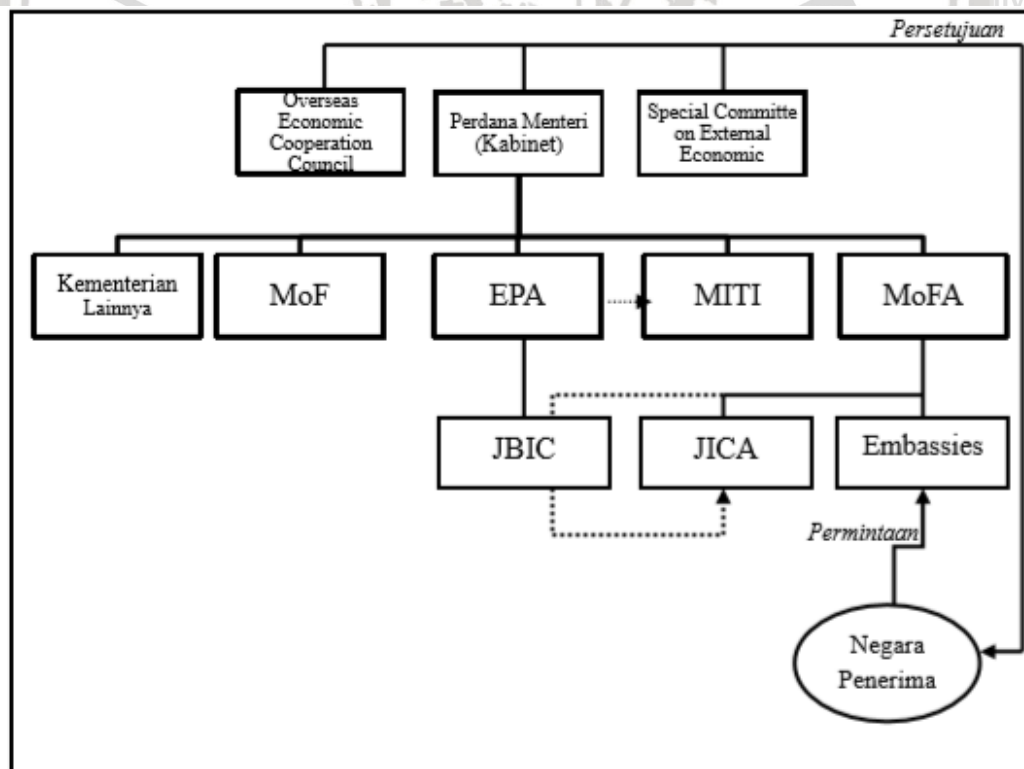 Persetujuan
Overseas
Economic
Cooperation
Council
Perdana Menteri
(Kabinet)
Special Committe
on External
Economic
Kementerian
Lainnya
MoF
EPA
MITI
MoFA
JBIC
JICA
Embassies
Permintaan
Negara
Penerima